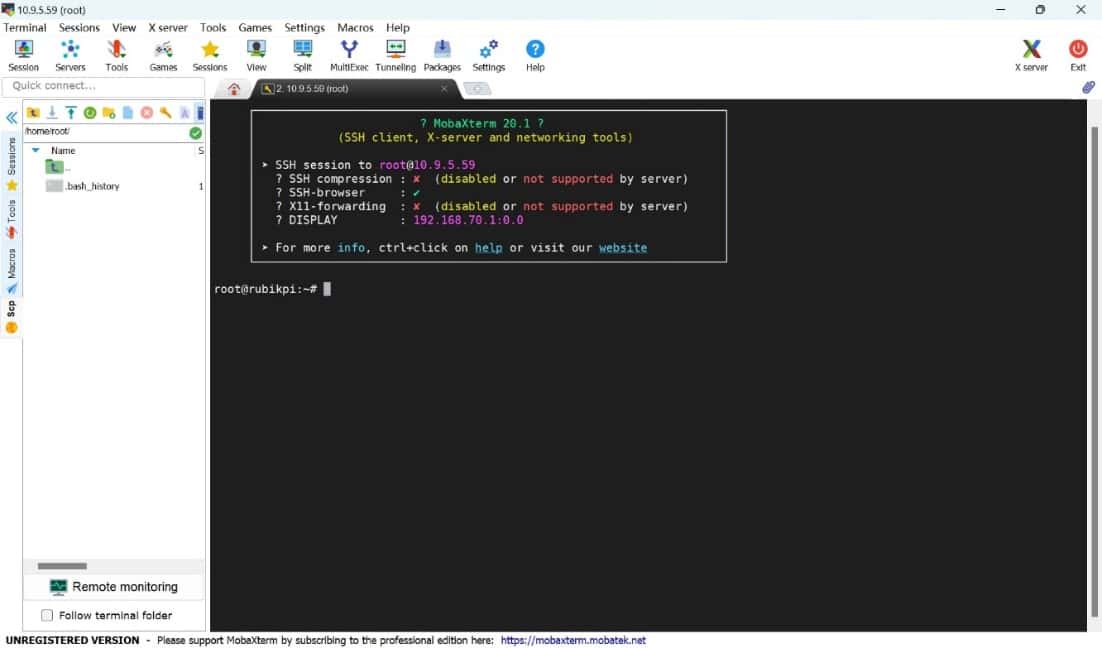 10.9.5.59 (root)
Terminal Sessions View X server Tools Games Settings Macros Help
Session Servers Tools Games Sessions View Split MultiExec Tunneling Packages Settings Help X server Exit
Quick connect...
2. 10.9.5.59 (root)
/home/root/
Name S
..
.bash_history 1
Sessions
Tools
Macros
Scp
? MobaXterm 20.1 ?
(SSH client, X-server and networking tools)
➤ SSH session to root@10.9.5.59
? SSH compression : ✘ (disabled or not supported by server)
? SSH-browser : ✔
? X11-forwarding : ✘ (disabled or not supported by server)
? DISPLAY : 192.168.70.1:0.0
➤ For more info, ctrl+click on help or visit our website
root@rubikpi:~#
Remote monitoring
Follow terminal folder
UNREGISTERED VERSION - Please support MobaXterm by subscribing to the professional edition here: https://mobaxterm.mobatek.net